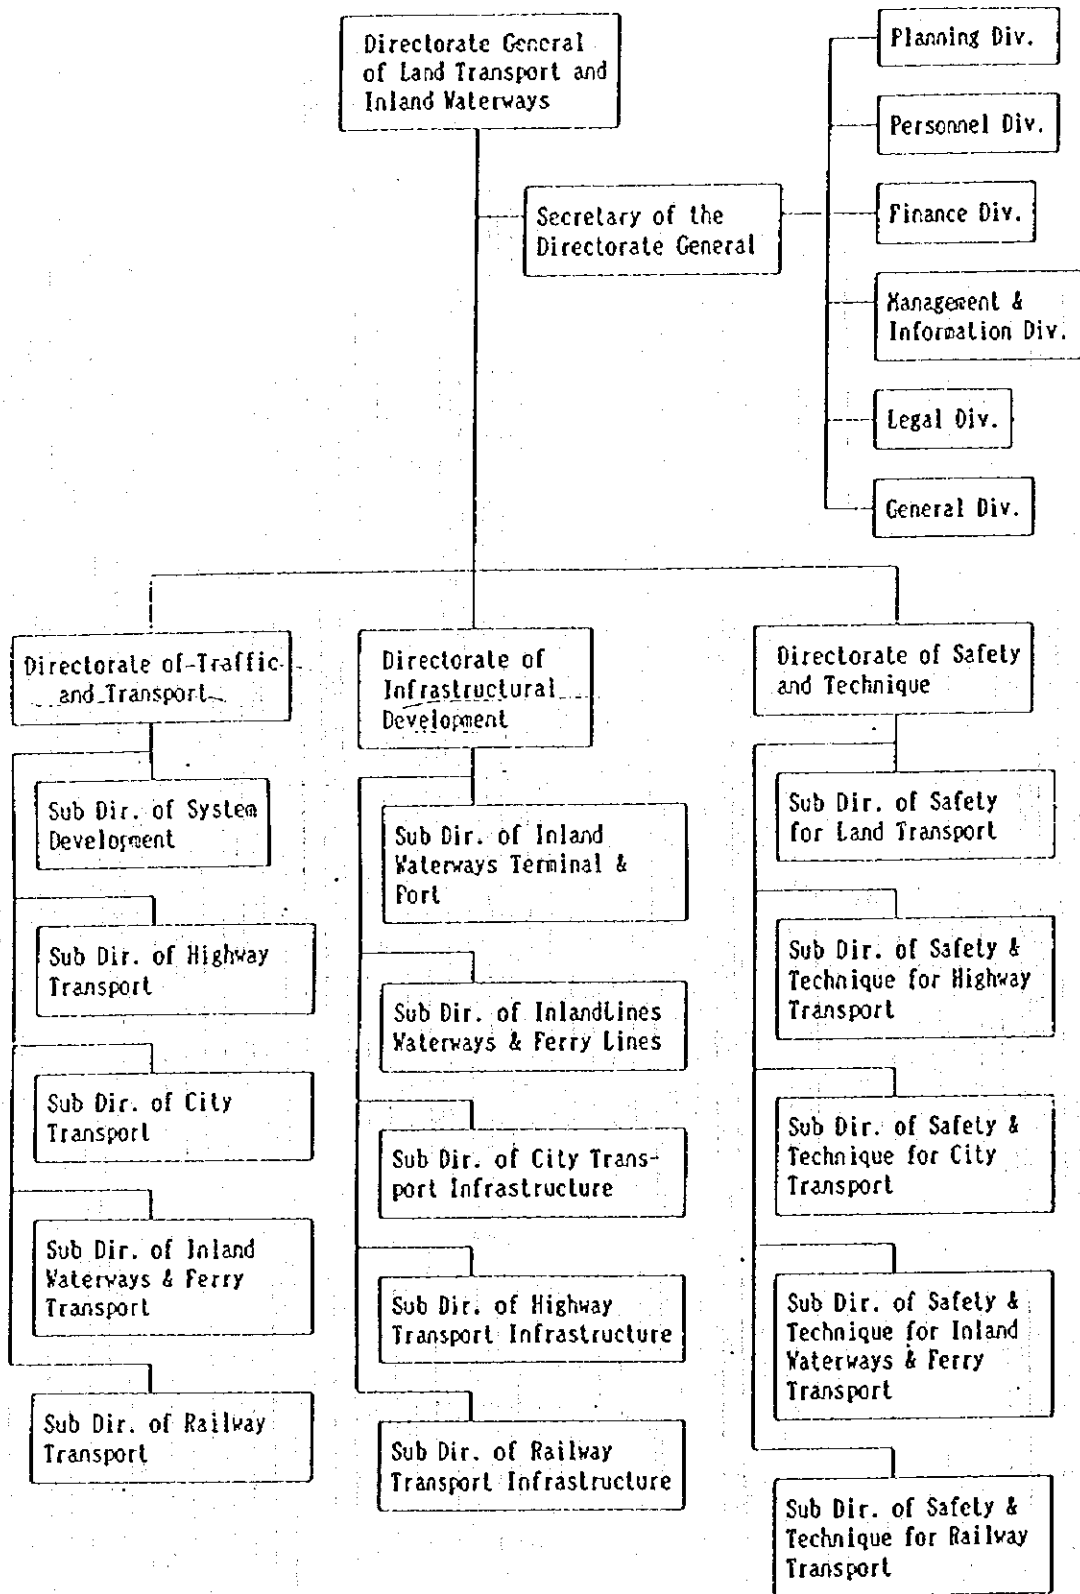 Directorate General
of Land Transport and
Inland Waterways
Planning Div.
Personnel Div.
Secretary of the
Directorate General
Finance Div.
Management &
Information Div.
Legal Div.
General Div.
Directorate of Traffic
and Transport
Sub Dir. of System
Development
Sub Dir. of Highway
Transport
Sub Dir. of City
Transport
Sub Dir. of Inland
Waterways & Ferry
Transport
Sub Dir. of Railway
Transport
Directorate of
Infrastructural
Development
Sub Dir. of Inland
Waterways Terminal &
Port
Sub Dir. of InlandLines
Waterways & Ferry Lines
Sub Dir. of City Trans-
port Infrastructure
Sub Dir. of Highway
Transport Infrastructure
Sub Dir. of Railway
Transport Infrastructure
Directorate of Safety
and Technique
Sub Dir. of Safety
for Land Transport
Sub Dir. of Safety &
Technique for Highway
Transport
Sub Dir. of Safety &
Technique for City
Transport
Sub Dir. of Safety &
Technique for Inland
Waterways & Ferry
Transport
Sub Dir. of Safety &
Technique for Railway
Transport